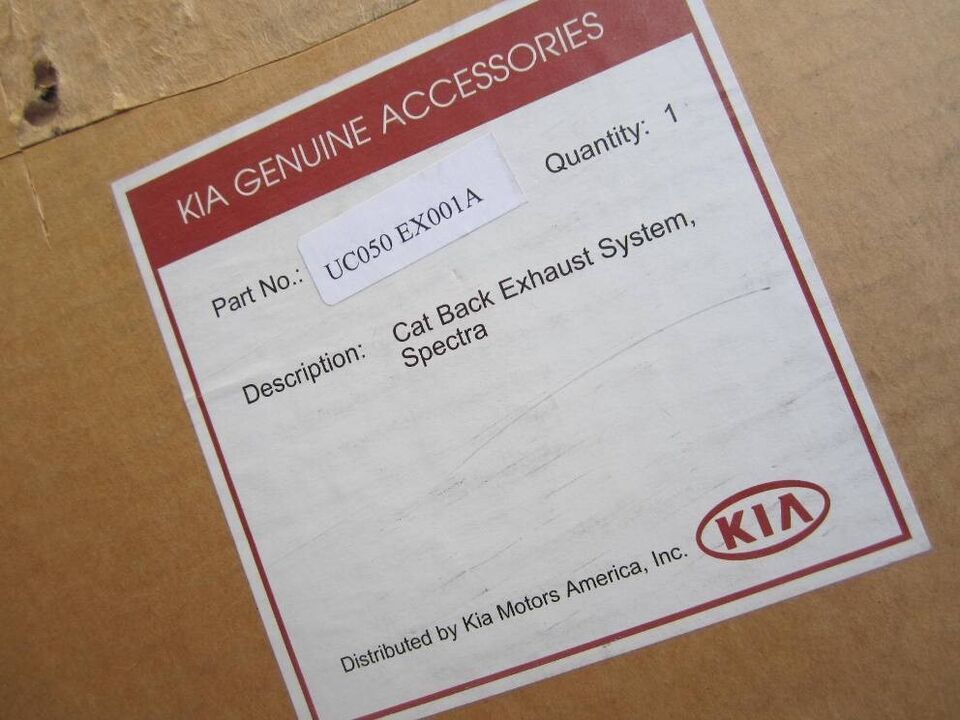 KIA GENUINE ACCESSORIES
Part No.: UC050 EX001A Quantity: 1
Description: Cat Back Exhaust System,
Spectra
Distributed by Kia Motors America, Inc. KIA